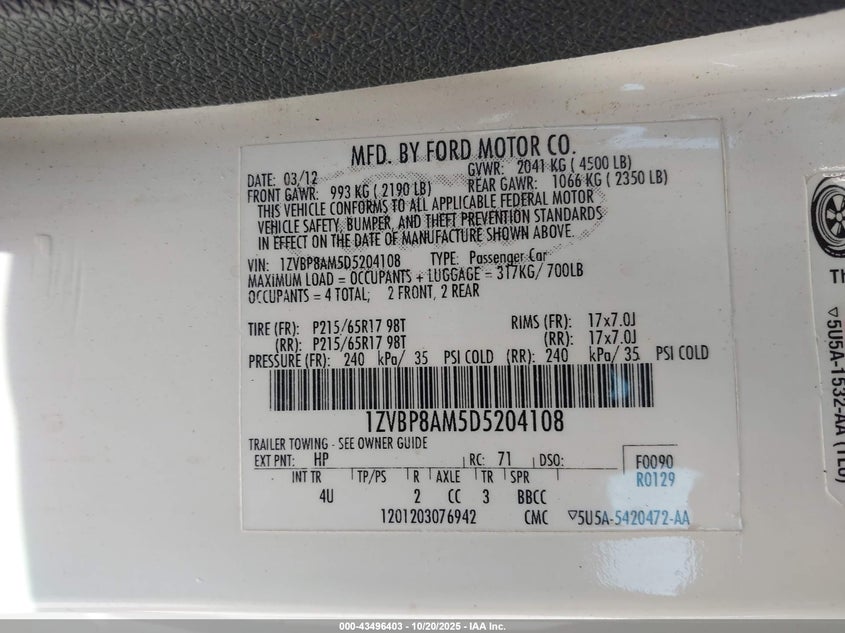 MFD. BY FORD MOTOR CO.
DATE: 03/12 GVWR: 2041 KG ( 4500 LB)
FRONT GAWR: 993 KG ( 2190 LB) REAR GAWR: 1066 KG ( 2350 LB)
THIS VEHICLE CONFORMS TO ALL APPLICABLE FEDERAL MOTOR
VEHICLE SAFETY, BUMPER, AND THEFT PREVENTION STANDARDS
IN EFFECT ON THE DATE OF MANUFACTURE SHOWN ABOVE.
VIN: 1ZVBP8AM5D5204108 TYPE: Passenger Car
MAXIMUM LOAD = OCCUPANTS + LUGGAGE = 317KG/ 700LB
OCCUPANTS = 4 TOTAL; 2 FRONT, 2 REAR
TIRE (FR): P215/65R17 98T RIMS (FR): 17x7.0J
(RR): P215/65R17 98T (RR): 17x7.0J
PRESSURE (FR): 240 kPa/ 35 PSI COLD (RR): 240 kPa/ 35 PSI COLD
1ZVBP8AM5D5204108
TRAILER TOWING - SEE OWNER GUIDE
EXT PNT: HP RC: 71 DSO: F0090
R0129
INT TR TP/PS R AXLE TR SPR
4U 2 CC 3 BBCC
1201203076942 CMC ▽5U5A-5420472-AA
Th
▽5U5A-1532-AA (TEO)
000-43496403 - 10/20/2025 - IAA Inc.